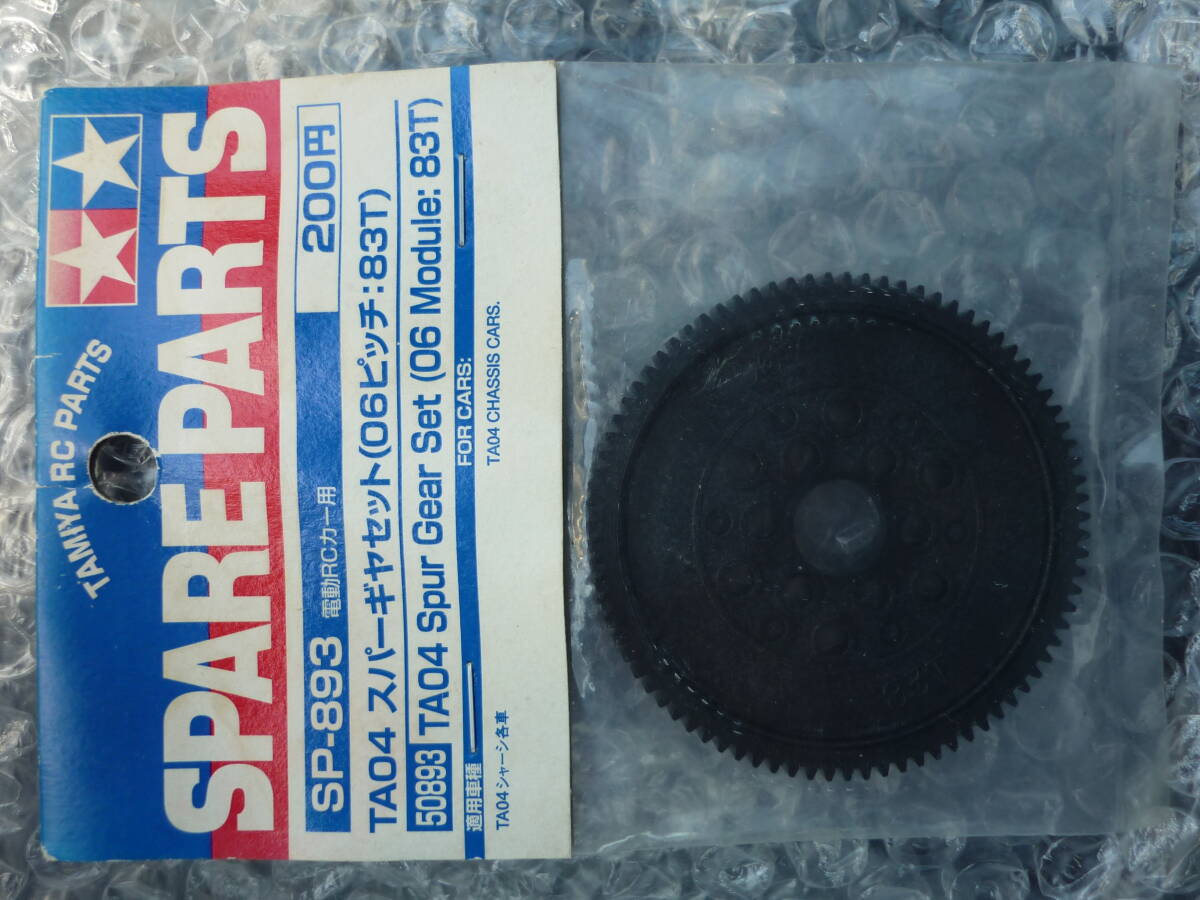 TAMIYA RC PARTS
SPARE PARTS
SP-893 電動RCカー用 200円
TA04 スパーギヤセット(06ピッチ:83T)
50893 TA04 Spur Gear Set (06 Module: 83T)
適用車種 FOR CARS:
TA04シャーシ各車 TA04 CHASSIS CARS.